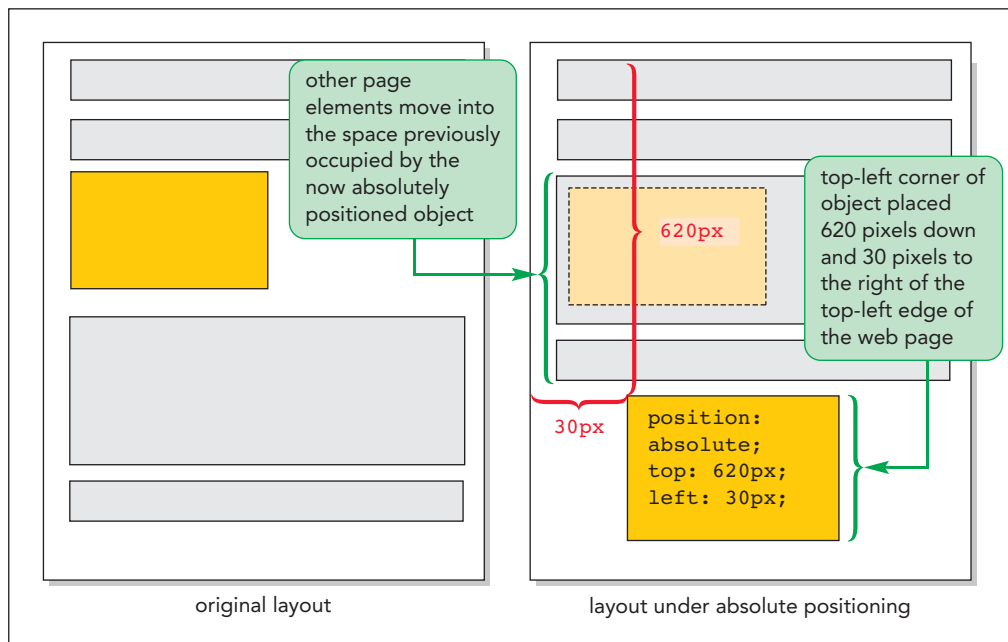 other page
elements move into
the space previously
occupied by the
now absolutely
positioned object
620px
top-left corner of
object placed
620 pixels down
and 30 pixels to
the right of the
top-left edge of
the web page
30px
position:
absolute;
top: 620px;
left: 30px;
original layout
layout under absolute positioning